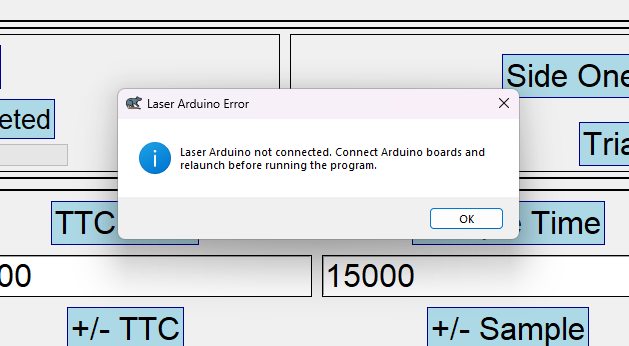 Side One
eted
Laser Arduino Error
Laser Arduino not connected. Connect Arduino boards and
relaunch before running the program.
OK
TTC
Time
00
15000
+/- TTC
+/- Sample